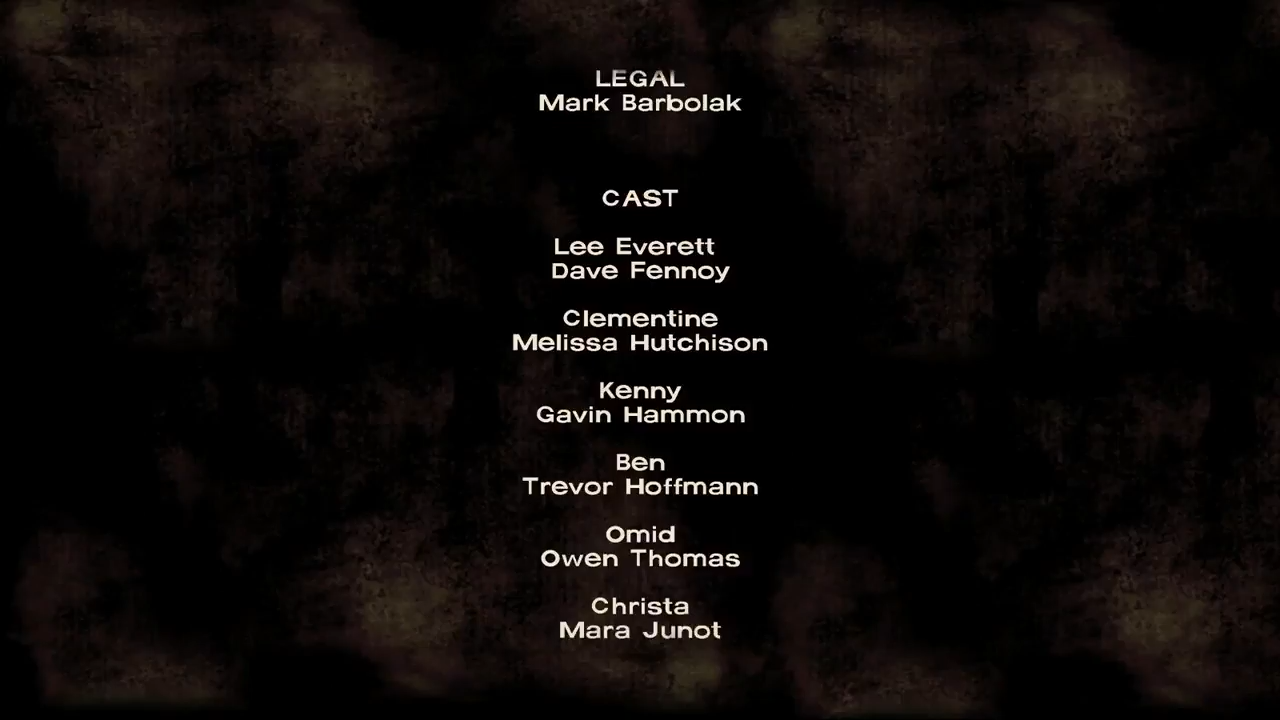 LEGAL
Mark Barbolak
CAST
Lee Everett
Dave Fennoy
Clementine
Melissa Hutchison
Kenny
Gavin Hammon
Ben
Trevor Hoffmann
Omid
Owen Thomas
Christa
Mara Junot